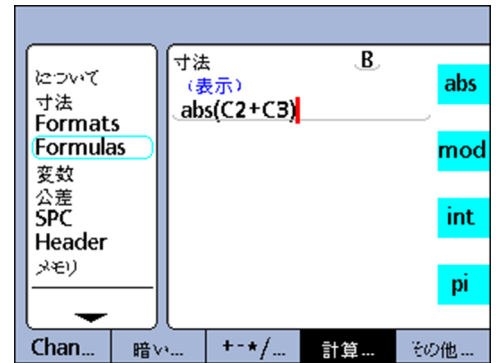 について
寸法
Formats
Formulas
変数
公差
SPC
Header
メモリ
寸法 B
(表示)
abs(C2+C3)
abs
mod
int
pi
Chan... 暗い... +-*/... 計算... その他...